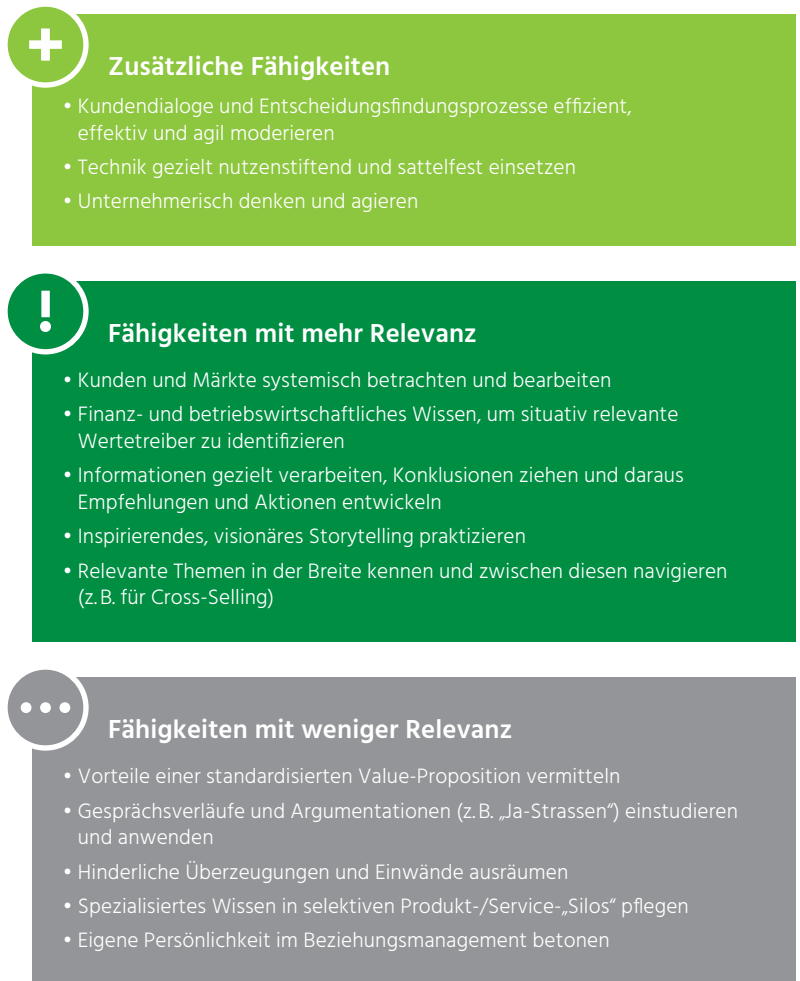 Zusätzliche Fähigkeiten
• Kundendialoge und Entscheidungsfindungsprozesse effizient,
effektiv und agil moderieren
• Technik gezielt nutzenstiftend und sattelfest einsetzen
• Unternehmerisch denken und agieren
Fähigkeiten mit mehr Relevanz
• Kunden und Märkte systemisch betrachten und bearbeiten
• Finanz- und betriebswirtschaftliches Wissen, um situativ relevante
Wertetreiber zu identifizieren
• Informationen gezielt verarbeiten, Konklusionen ziehen und daraus
Empfehlungen und Aktionen entwickeln
• Inspirierendes, visionäres Storytelling praktizieren
• Relevante Themen in der Breite kennen und zwischen diesen navigieren
(z. B. für Cross-Selling)
Fähigkeiten mit weniger Relevanz
• Vorteile einer standardisierten Value-Proposition vermitteln
• Gesprächsverläufe und Argumentationen (z. B. „Ja-Strassen“) einstudieren
und anwenden
• Hinderliche Überzeugungen und Einwände ausräumen
• Spezialisiertes Wissen in selektiven Produkt-/Service-„Silos“ pflegen
• Eigene Persönlichkeit im Beziehungsmanagement betonen